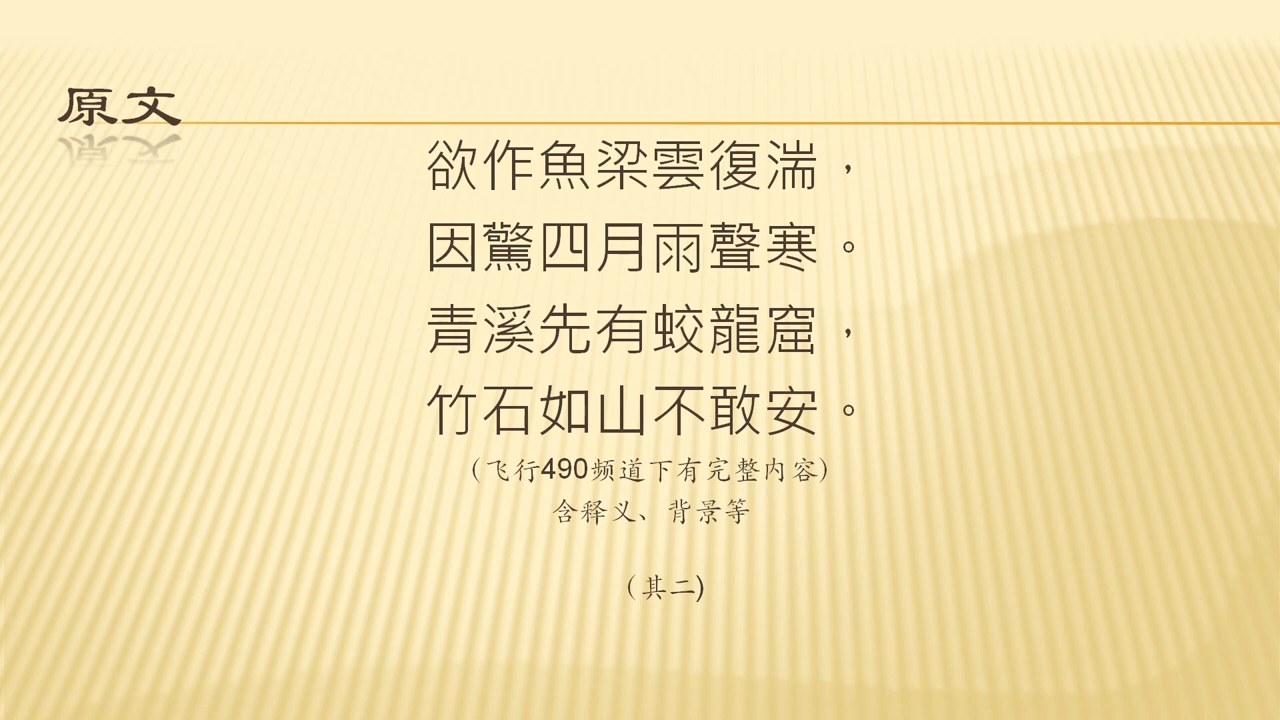 原文
欲作魚梁雲復湍，
因驚四月雨聲寒。
青溪先有蛟龍窟，
竹石如山不敢安。
（飞行490频道下有完整内容）
含释义、背景等
（其二)